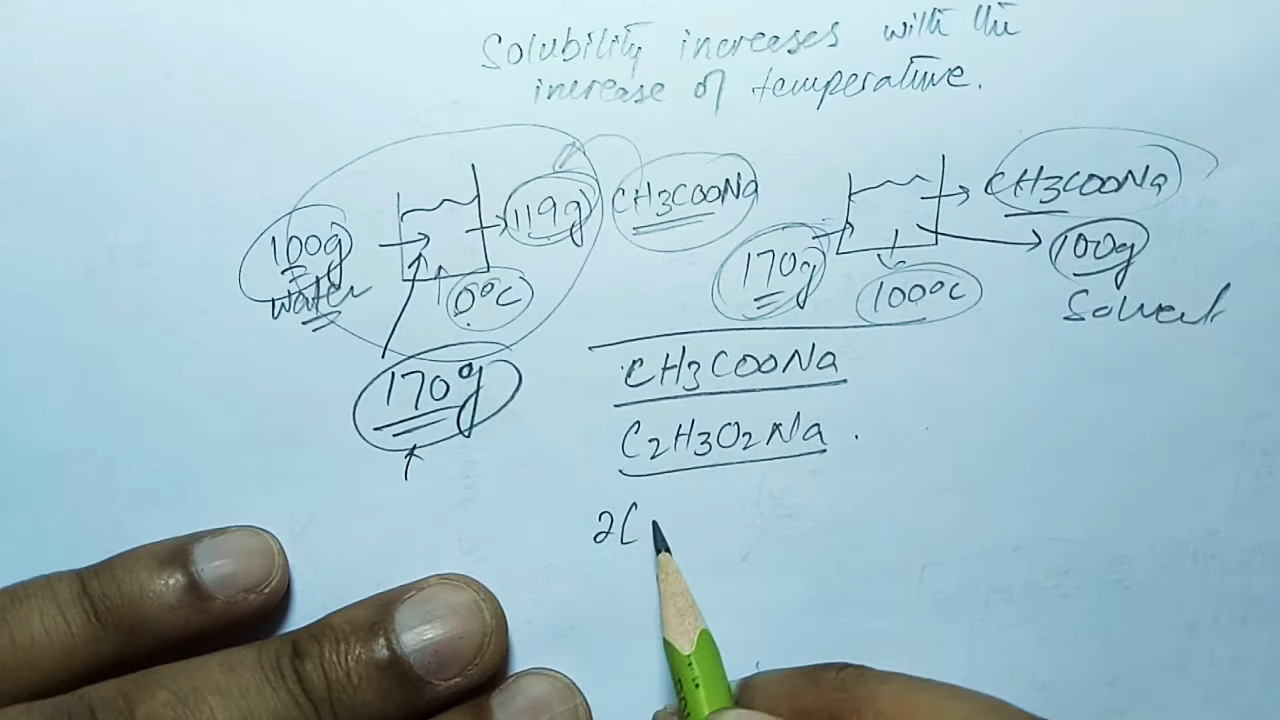 Solubility increases with the
increase of temperature.
100g
water
119g
CH3COONa
0°C
170g
170g
100°C
CH3COONa
100g
Solvent
CH3COONa
C2H3O2Na .
2C